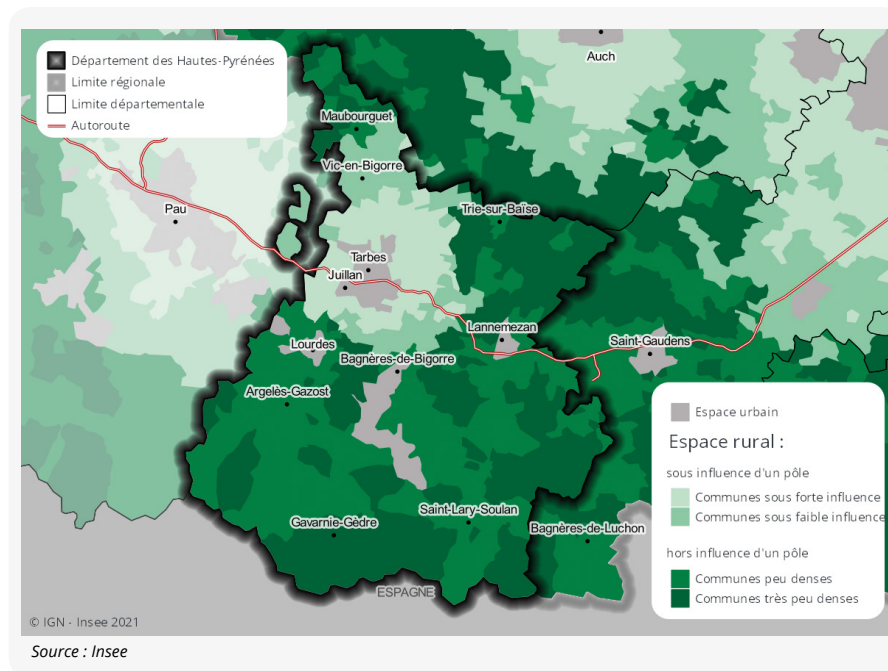 Département des Hautes-Pyrénées
Limite régionale
Limite départementale
Autoroute
Auch
Maubourguet
Vic-en-Bigorre
Pau
Trie-sur-Baïse
Tarbes
Juillan
Lannemezan
Saint-Gaudens
Lourdes
Bagnères-de-Bigorre
Argelès-Gazost
Gavarnie-Gèdre
Saint-Lary-Soulan
Bagnères-de-Luchon
ESPAGNE
Espace urbain
Espace rural :
sous influence d'un pôle
Communes sous forte influence
Communes sous faible influence
hors influence d'un pôle
Communes peu denses
Communes très peu denses
© IGN - Insee 2021
Source : Insee